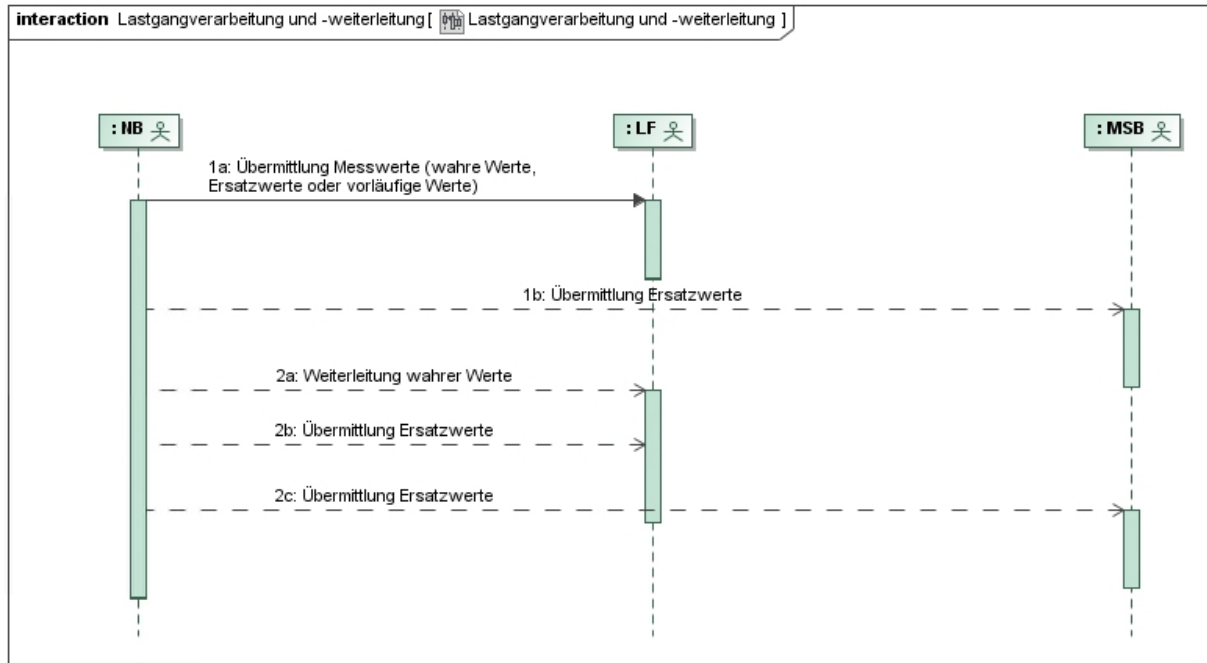 interaction Lastgangverarbeitung und -weiterleitung[ Lastgangverarbeitung und -weiterleitung ]
: NB
: LF
: MSB
1a: Übermittlung Messwerte (wahre Werte,
Ersatzwerte oder vorläufige Werte)
1b: Übermittlung Ersatzwerte
2a: Weiterleitung wahrer Werte
2b: Übermittlung Ersatzwerte
2c: Übermittlung Ersatzwerte